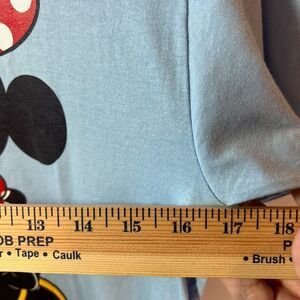 13 14 15 16 17 18
OB PREP P
r • Tape • Caulk • Brush •